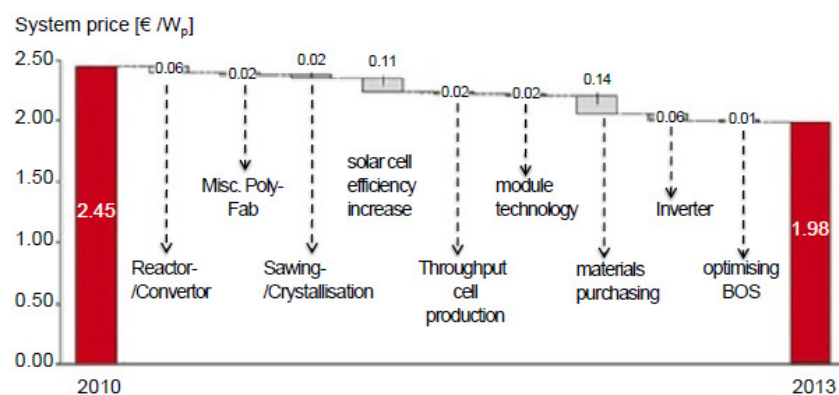 System price [€ /Wp]
2.50
2.00
1.50
1.00
0.50
0.00
2.45
0.06
0.02
0.02
0.11
0.02
0.02
0.14
0.06
0.01
1.98
Reactor-
/Convertor
Misc. Poly-
Fab
Sawing-
/Crystallisation
solar cell
efficiency
increase
Throughput
cell
production
module
technology
materials
purchasing
Inverter
optimising
BOS
2010
2013